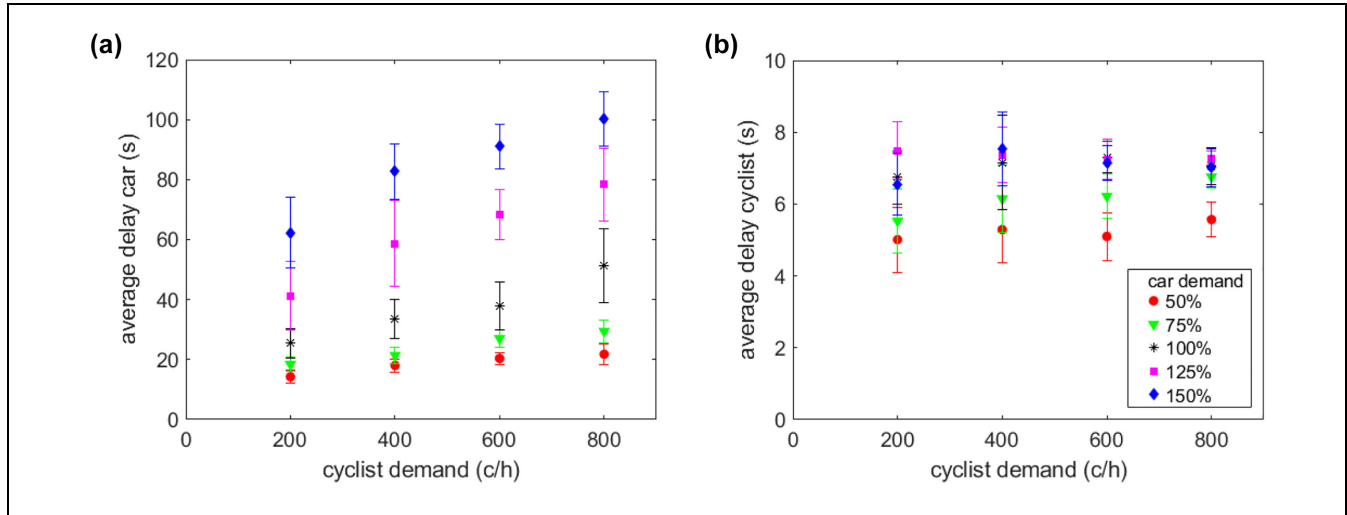 (a)
120
100
80
60
40
20
0
average delay car (s)
0 200 400 600 800
cyclist demand (c/h)
(b)
10
8
6
4
2
0
average delay cyclist (s)
0 200 400 600 800
cyclist demand (c/h)
car demand
50%
75%
100%
125%
150%